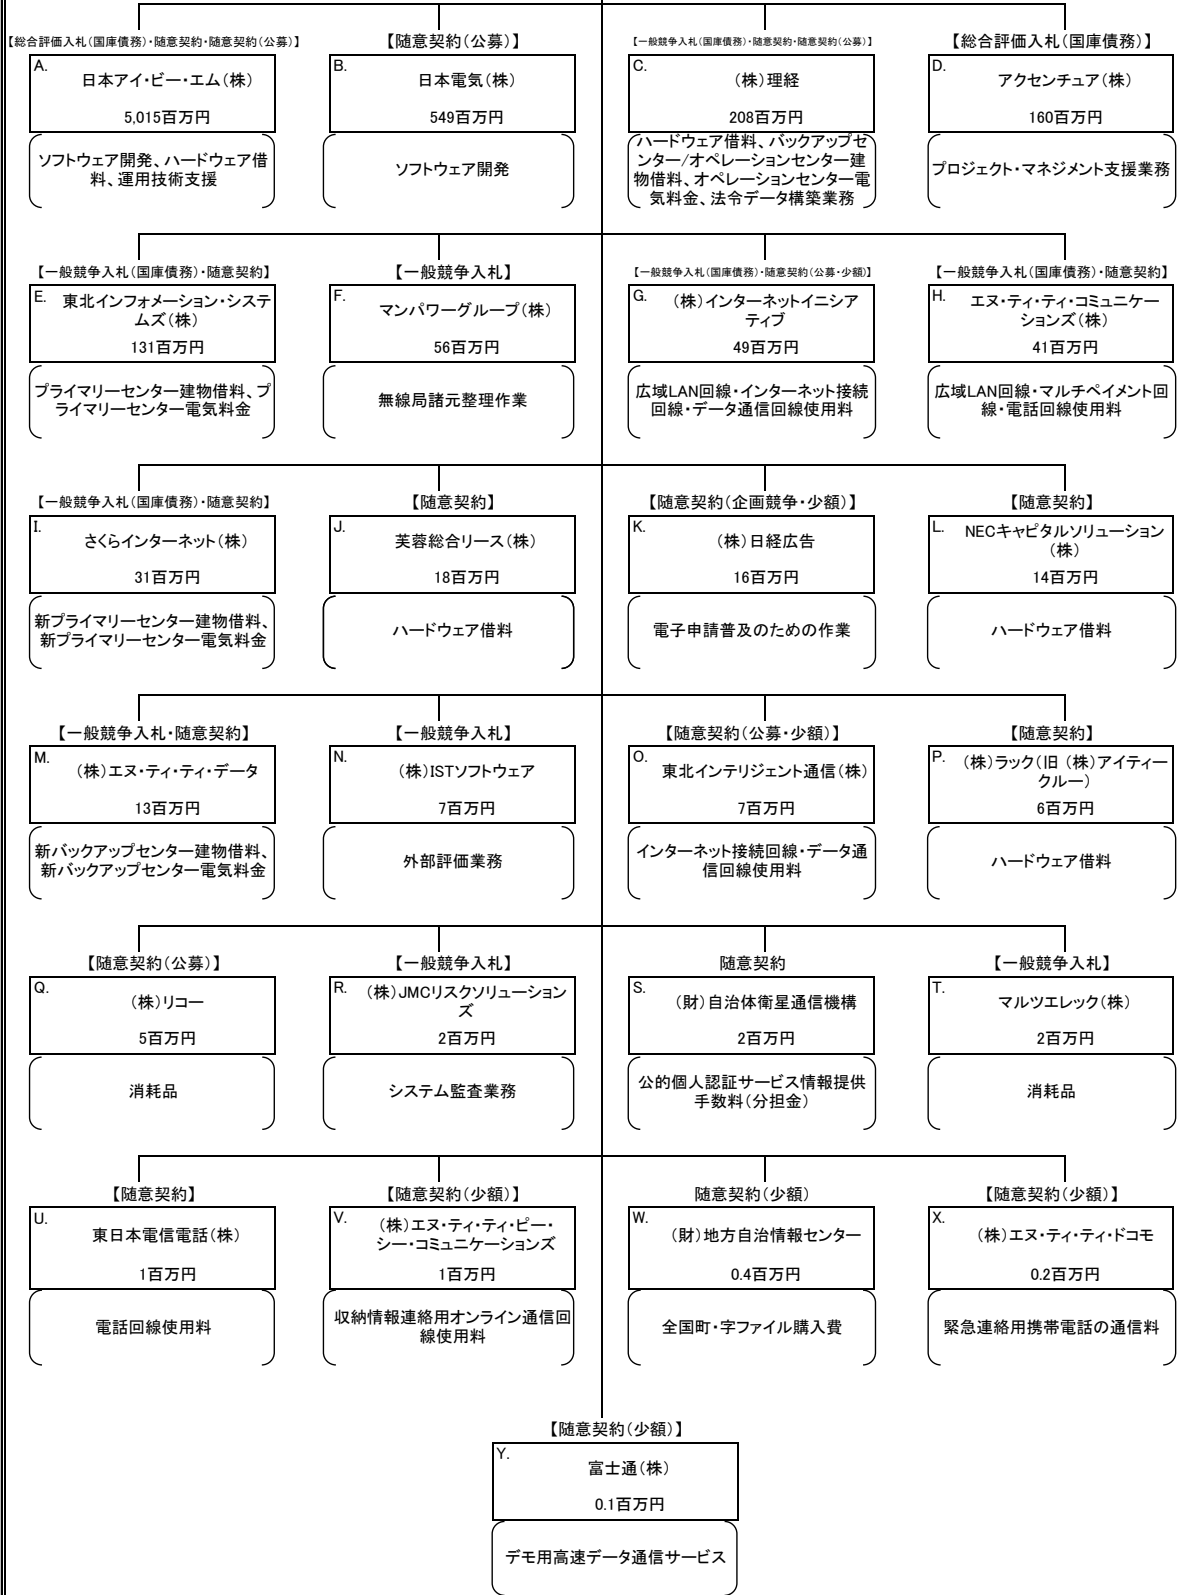 【総合評価入札(国庫債務)・随意契約・随意契約(公募)】
A.
日本アイ・ビー・エム(株)
5,015百万円
ソフトウェア開発、ハードウェア借
料、運用技術支援
【随意契約(公募)】
B.
日本電気(株)
549百万円
ソフトウェア開発
【一般競争入札(国庫債務)・随意契約・随意契約(公募)】
C.
(株)理経
208百万円
ハードウェア借料、バックアップセ
ンター/オペレーションセンター建
物借料、オペレーションセンター電
気料金、法令データ構築業務
【総合評価入札(国庫債務)】
D.
アクセンチュア(株)
160百万円
プロジェクト・マネジメント支援業務
【一般競争入札(国庫債務)・随意契約】
E.
東北インフォメーション・システ
ムズ(株)
131百万円
プライマリーセンター建物借料、プ
ライマリーセンター電気料金
【一般競争入札】
F.
マンパワーグループ(株)
56百万円
無線局諸元整理作業
【一般競争入札(国庫債務)・随意契約(公募・少額)】
G.
(株)インターネットイニシア
ティブ
49百万円
広域LAN回線・インターネット接続
回線・データ通信回線使用料
【一般競争入札(国庫債務)・随意契約】
H.
エヌ・ティ・ティ・コミュニケー
ションズ(株)
41百万円
広域LAN回線・マルチペイメント回
線・電話回線使用料
【一般競争入札(国庫債務)・随意契約】
I.
さくらインターネット(株)
31百万円
新プライマリーセンター建物借料、
新プライマリーセンター電気料金
【随意契約】
J.
芙蓉総合リース(株)
18百万円
ハードウェア借料
【随意契約(企画競争・少額)】
K.
(株)日経広告
16百万円
電子申請普及のための作業
【随意契約】
L.
NECキャピタルソリューション
(株)
14百万円
ハードウェア借料
【一般競争入札・随意契約】
M.
(株)エヌ・ティ・ティ・データ
13百万円
新バックアップセンター建物借料、
新バックアップセンター電気料金
【一般競争入札】
N.
(株)ISTソフトウェア
7百万円
外部評価業務
【随意契約(公募・少額)】
O.
東北インテリジェント通信(株)
7百万円
インターネット接続回線・データ通
信回線使用料
【随意契約】
P.
(株)ラック(旧 (株)アイティー
クルー)
6百万円
ハードウェア借料
【随意契約(公募)】
Q.
(株)リコー
5百万円
消耗品
【一般競争入札】
R.
(株)JMCリスクソリューション
ズ
2百万円
システム監査業務
随意契約
S.
(財)自治体衛星通信機構
2百万円
公的個人認証サービス情報提供
手数料(分担金)
【一般競争入札】
T.
マルツエレック(株)
2百万円
消耗品
【随意契約】
U.
東日本電信電話(株)
1百万円
電話回線使用料
【随意契約(少額)】
V.
(株)エヌ・ティ・ティ・ピー・
シー・コミュニケーションズ
1百万円
収納情報連絡用オンライン通信回
線使用料
随意契約(少額)
W.
(財)地方自治情報センター
0.4百万円
全国町・字ファイル購入費
【随意契約(少額)】
X.
(株)エヌ・ティ・ティ・ドコモ
0.2百万円
緊急連絡用携帯電話の通信料
【随意契約(少額)】
Y.
富士通(株)
0.1百万円
デモ用高速データ通信サービス